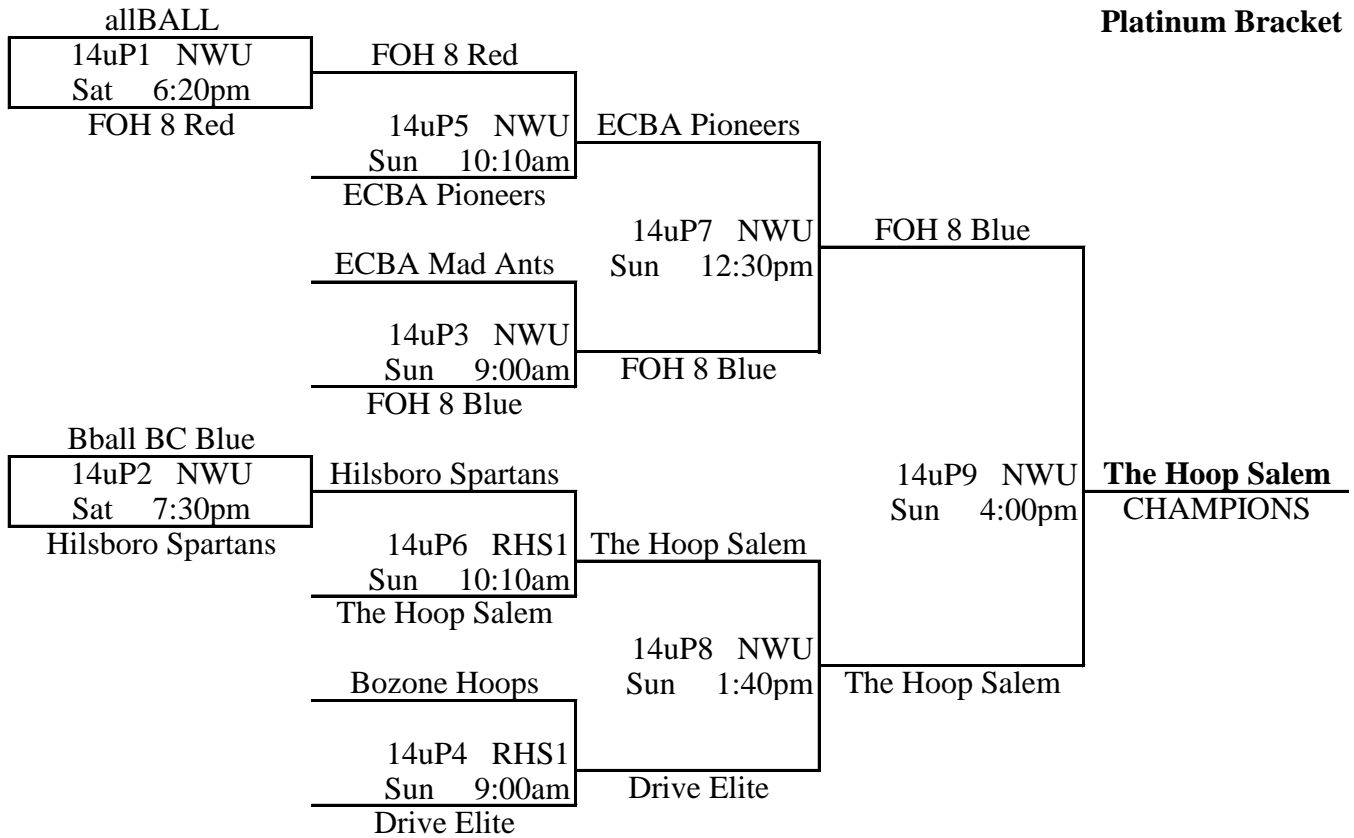 allBALL
Platinum Bracket
14uP1 NWU
Sat 6:20pm
FOH 8 Red
FOH 8 Red
14uP5 NWU
Sun 10:10am
ECBA Pioneers
ECBA Pioneers
14uP7 NWU
Sun 12:30pm
FOH 8 Blue
ECBA Mad Ants
14uP3 NWU
Sun 9:00am
FOH 8 Blue
FOH 8 Blue
Bball BC Blue
14uP2 NWU
Sat 7:30pm
Hilsboro Spartans
Hilsboro Spartans
14uP9 NWU
Sun 4:00pm
The Hoop Salem
CHAMPIONS
14uP6 RHS1
Sun 10:10am
The Hoop Salem
The Hoop Salem
14uP8 NWU
Sun 1:40pm
The Hoop Salem
Bozone Hoops
14uP4 RHS1
Sun 9:00am
Drive Elite
Drive Elite